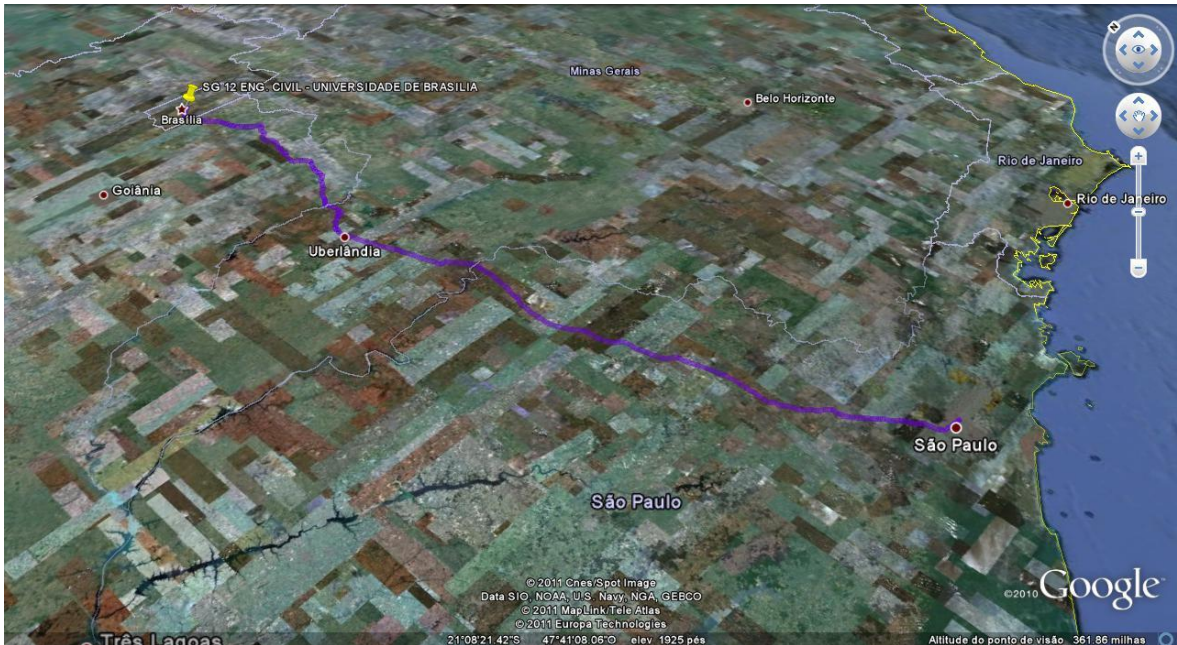 N
Minas Gerais
SG 12 ENG. CIVIL - UNIVERSIDADE DE BRASILIA
Belo Horizonte
Brasília
Rio de Janeiro
Goiânia
Rio de Janeiro
Uberlândia
São Paulo
São Paulo
© 2011 Cnes/Spot Image
Data SIO, NOAA, U.S. Navy, NGA, GEBCO
© 2011 MapLink/Tele Atlas
© 2011 Europa Technologies
©2010 Google
Três Lagoas
21°08'21.42"S 47°41'08.06"O elev 1925 pés
Altitude do ponto de visão 361.86 milhas